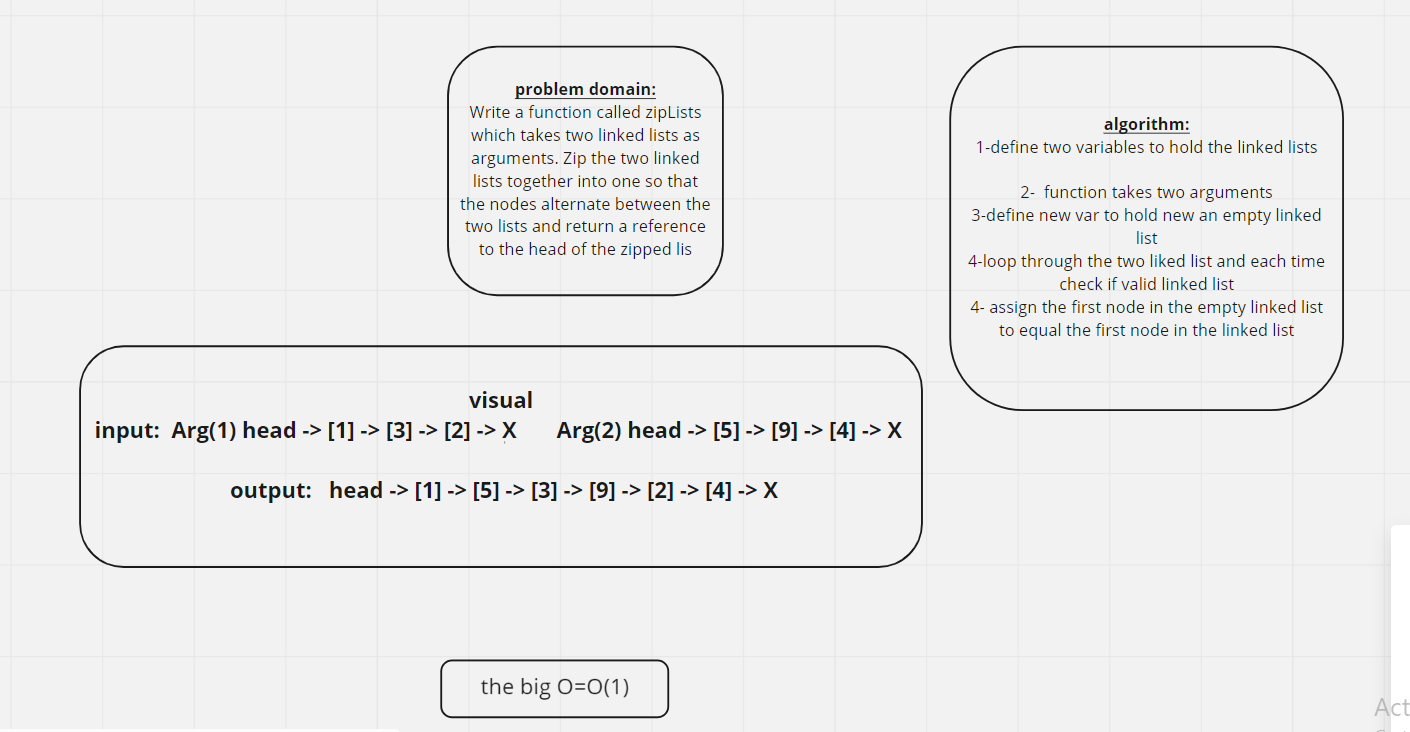 problem domain:
Write a function called zipLists
which takes two linked lists as
arguments. Zip the two linked
lists together into one so that
the nodes alternate between the
two lists and return a reference
to the head of the zipped lis
algorithm:
1-define two variables to hold the linked lists
2-  function takes two arguments
3-define new var to hold new an empty linked
list
4-loop through the two liked list and each time
check if valid linked list
4- assign the first node in the empty linked list
to equal the first node in the linked list
visual
input:  Arg(1) head -> [1] -> [3] -> [2] -> X      Arg(2) head -> [5] -> [9] -> [4] -> X
output:   head -> [1] -> [5] -> [3] -> [9] -> [2] -> [4] -> X
the big O=O(1)
Act